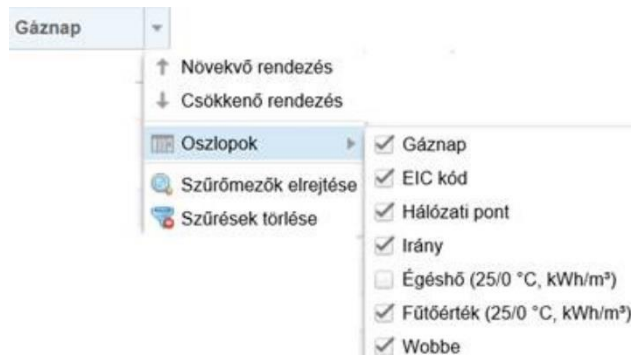 Gáznap
Növekvő rendezés
Csökkenő rendezés
Oszlopok
Szűrőmezők elrejtése
Szűrések törlése
Gáznap
EIC kód
Hálózati pont
Irány
Égéshő (25/0 °C, kWh/m³)
Fűtőérték (25/0 °C, kWh/m³)
Wobbe